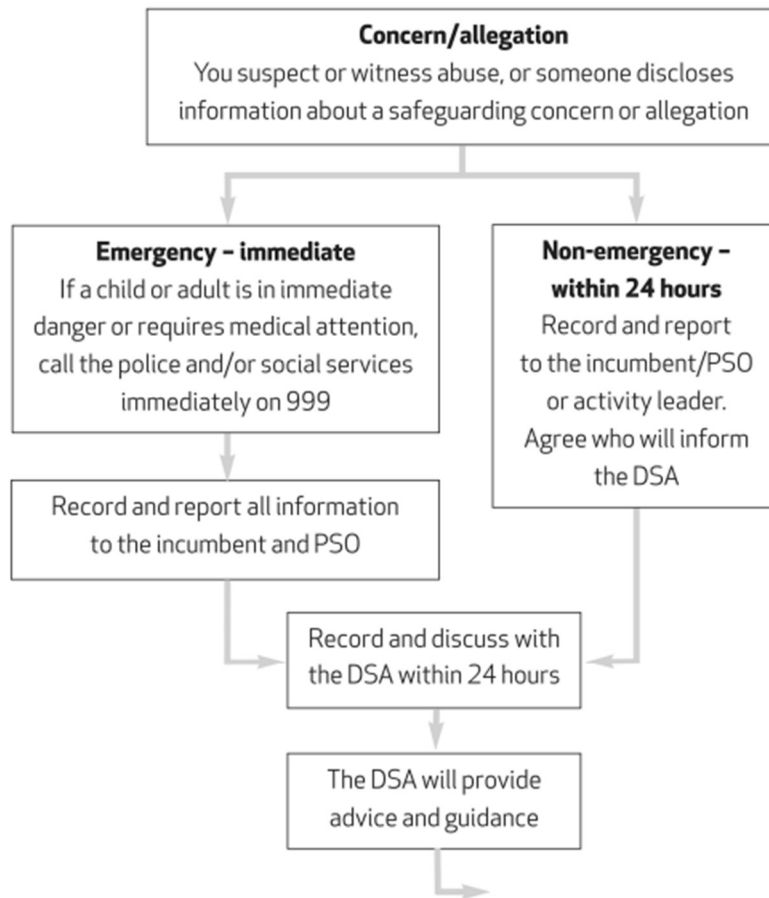 Concern/allegation
You suspect or witness abuse, or someone discloses
information about a safeguarding concern or allegation
Emergency – immediate
If a child or adult is in immediate
danger or requires medical attention,
call the police and/or social services
immediately on 999
Non-emergency –
within 24 hours
Record and report
to the incumbent/PSO
or activity leader.
Agree who will inform
the DSA
Record and report all information
to the incumbent and PSO
Record and discuss with
the DSA within 24 hours
The DSA will provide
advice and guidance